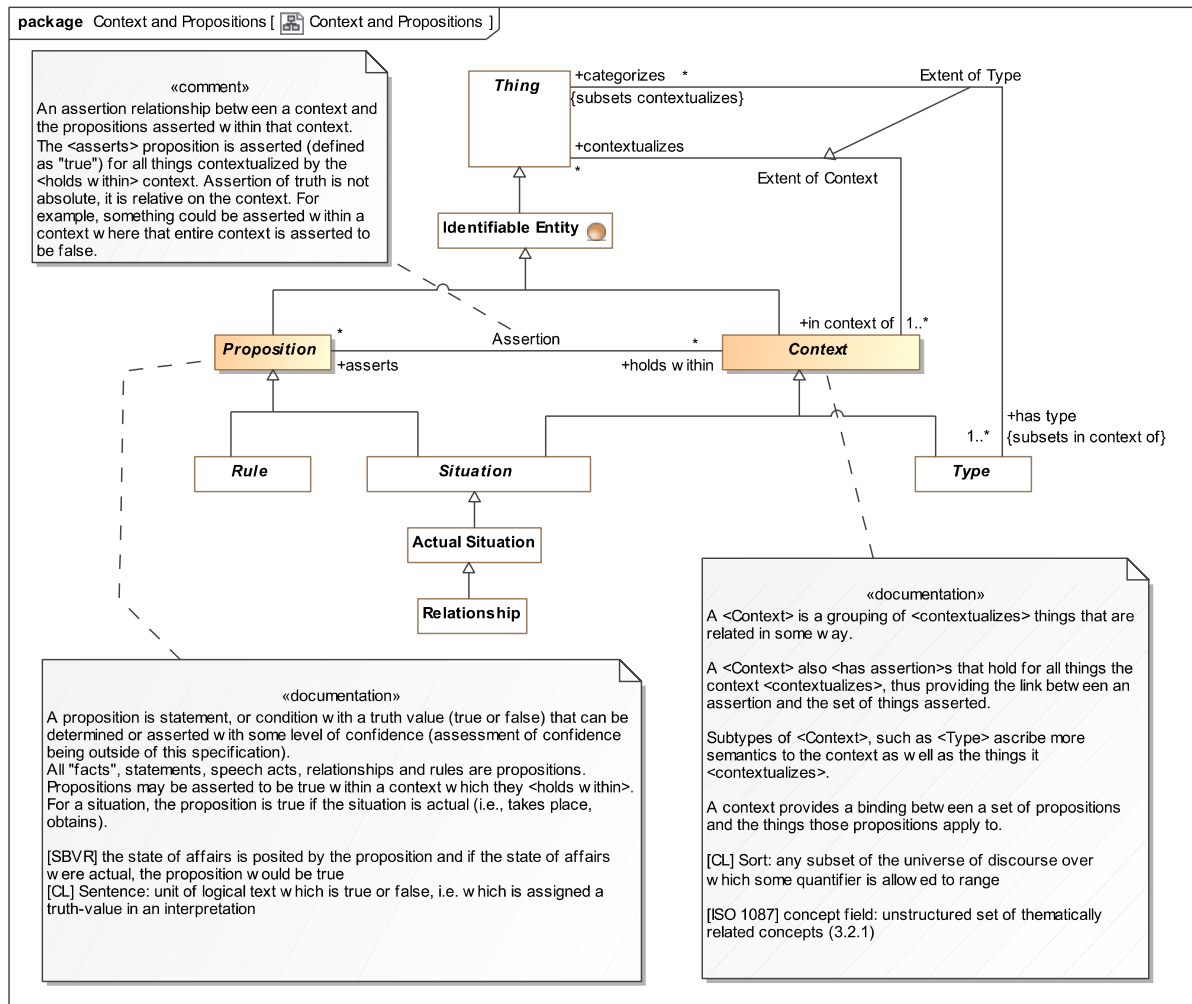 package Context and Propositions [ Context and Propositions ]
«comment»
An assertion relationship between a context and
the propositions asserted within that context.
The <asserts> proposition is asserted (defined
as "true") for all things contextualized by the
<holds within> context. Assertion of truth is not
absolute, it is relative on the context. For
example, something could be asserted within a
context where that entire context is asserted to
be false.
Thing
+categorizes *
{subsets contextualizes}
Extent of Type
+contextualizes
*
Extent of Context
Identifiable Entity
+in context of 1..*
Proposition
*
+asserts
Assertion
*
+holds within
Context
+has type
1..* {subsets in context of}
Rule
Situation
Type
Actual Situation
Relationship
«documentation»
A proposition is statement, or condition with a truth value (true or false) that can be
determined or asserted with some level of confidence (assessment of confidence
being outside of this specification).
All "facts", statements, speech acts, relationships and rules are propositions.
Propositions may be asserted to be true within a context which they <holds within>.
For a situation, the proposition is true if the situation is actual (i.e., takes place,
obtains).
[SBVR] the state of affairs is posited by the proposition and if the state of affairs
were actual, the proposition would be true
[CL] Sentence: unit of logical text which is true or false, i.e. which is assigned a
truth-value in an interpretation
«documentation»
A <Context> is a grouping of <contextualizes> things that are
related in some way.
A <Context> also <has assertion>s that hold for all things the
context <contextualizes>, thus providing the link between an
assertion and the set of things asserted.
Subtypes of <Context>, such as <Type> ascribe more
semantics to the context as well as the things it
<contextualizes>.
A context provides a binding between a set of propositions
and the things those propositions apply to.
[CL] Sort: any subset of the universe of discourse over
which some quantifier is allowed to range
[ISO 1087] concept field: unstructured set of thematically
related concepts (3.2.1)